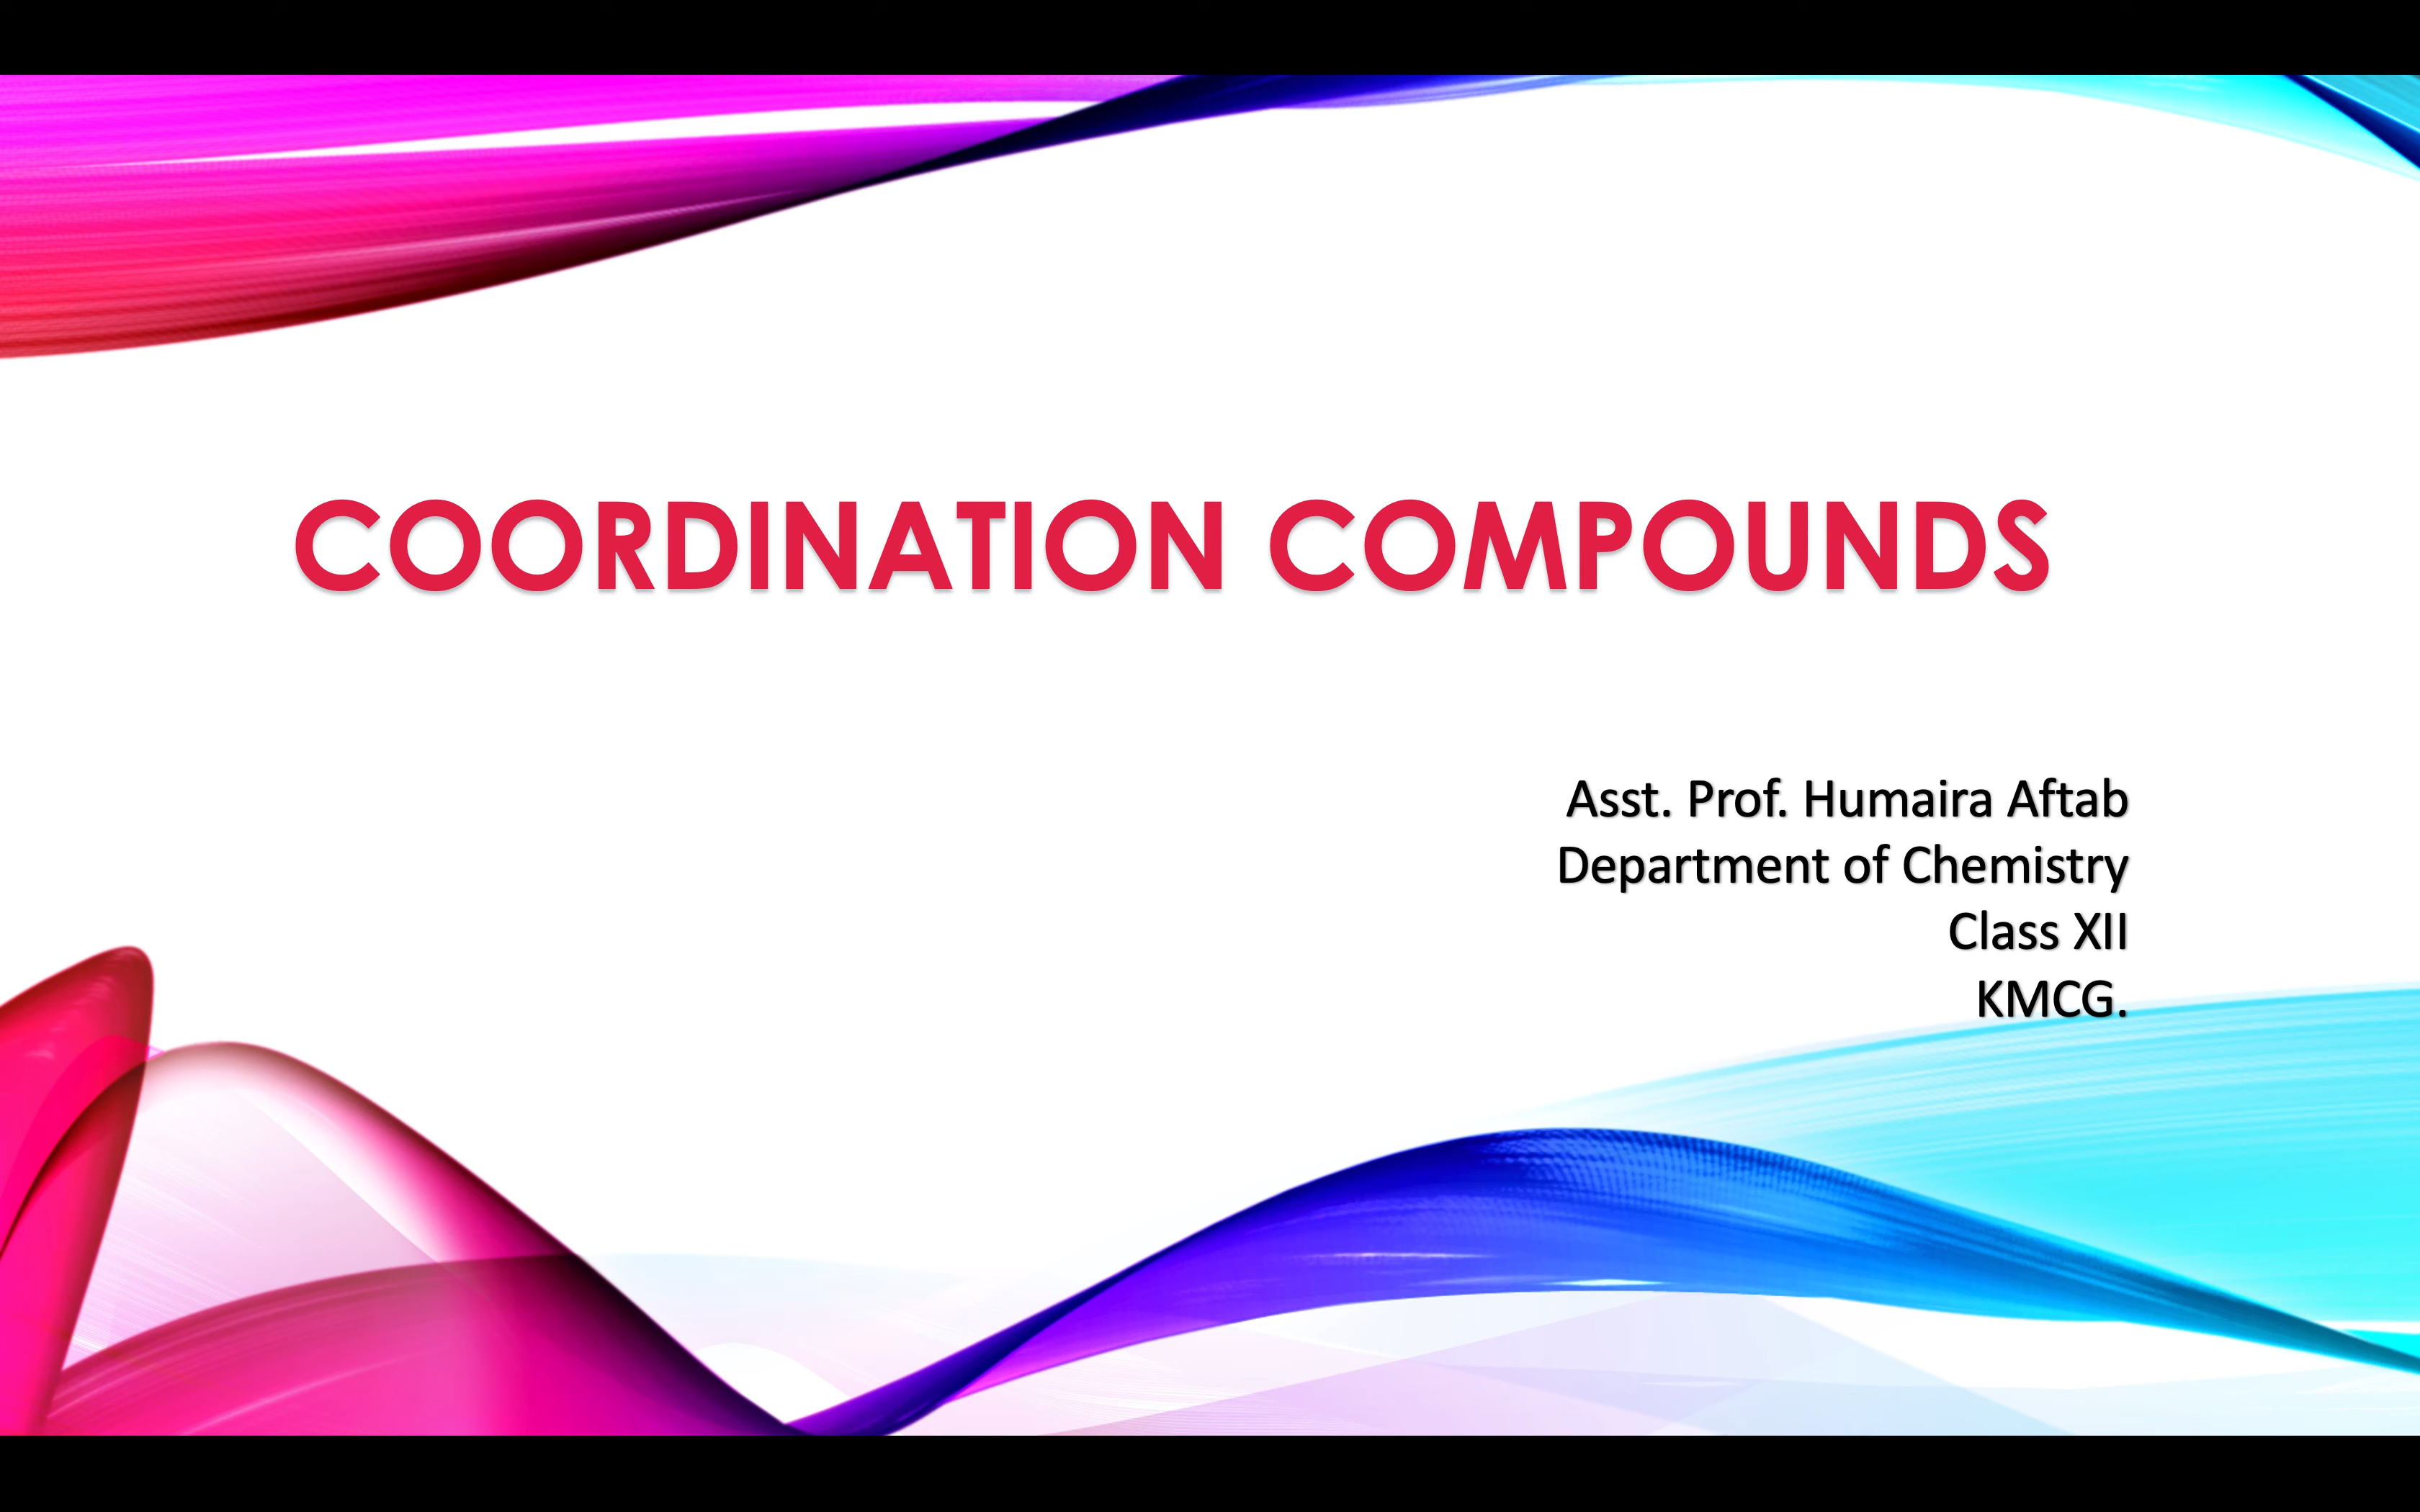 COORDINATION COMPOUNDS
Asst. Prof. Humaira Aftab
Department of Chemistry
Class XII
KMCG.